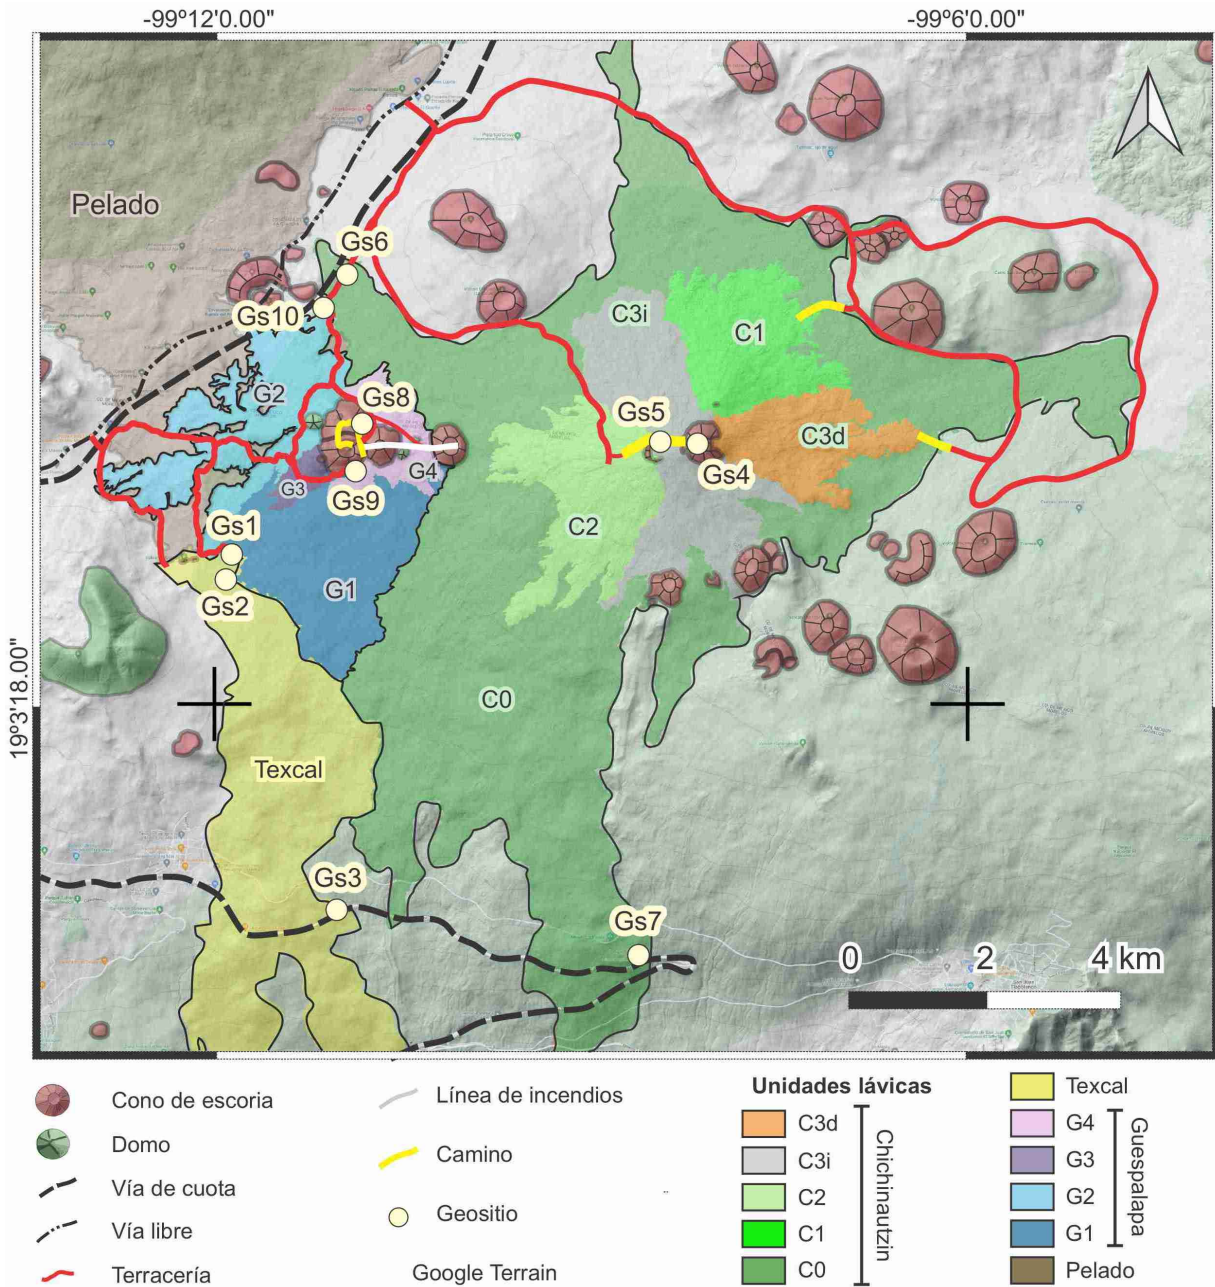 -99º12'0.00"
-99º6'0.00"
Pelado
Gs6
Gs10
C3i
C1
G2
Gs8
Gs5
C3d
G4
Gs4
G3
Gs9
Gs1
C2
G1
Gs2
19º3'18.00"
C0
Texcal
Gs3
Gs7
0 2 4 km
Cono de escoria
Domo
Vía de cuota
Vía libre
Terracería
Línea de incendios
Camino
Geositio
Google Terrain
Unidades lávicas
C3d
C3i
C2
C1
C0
Chichinautzin
Texcal
G4
G3
G2
G1
Guespalapa
Pelado